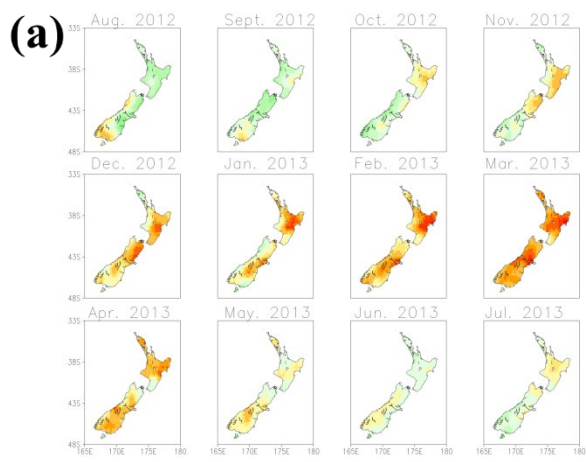 (a)
Aug. 2012 Sept. 2012 Oct. 2012 Nov. 2012
33S
38S
43S
48S
Dec. 2012 Jan. 2013 Feb. 2013 Mar. 2013
33S
38S
43S
48S
Apr. 2013 May. 2013 Jun. 2013 Jul. 2013
33S
38S
43S
48S
165E 170E 175E 180 165E 170E 175E 180 165E 170E 175E 180 165E 170E 175E 180